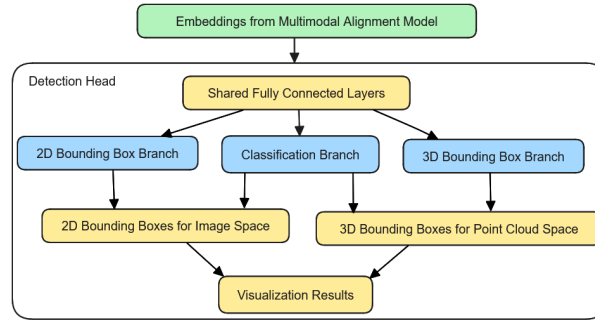 Embeddings from Multimodal Alignment Model
Detection Head
Shared Fully Connected Layers
2D Bounding Box Branch
Classification Branch
3D Bounding Box Branch
2D Bounding Boxes for Image Space
3D Bounding Boxes for Point Cloud Space
Visualization Results